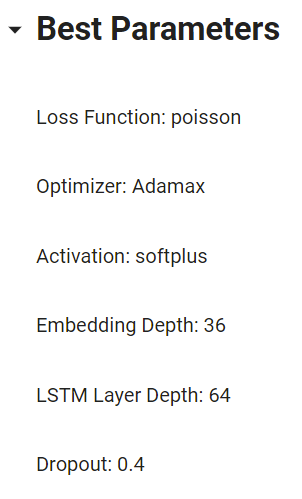 Best Parameters
Loss Function: poisson
Optimizer: Adamax
Activation: softplus
Embedding Depth: 36
LSTM Layer Depth: 64
Dropout: 0.4